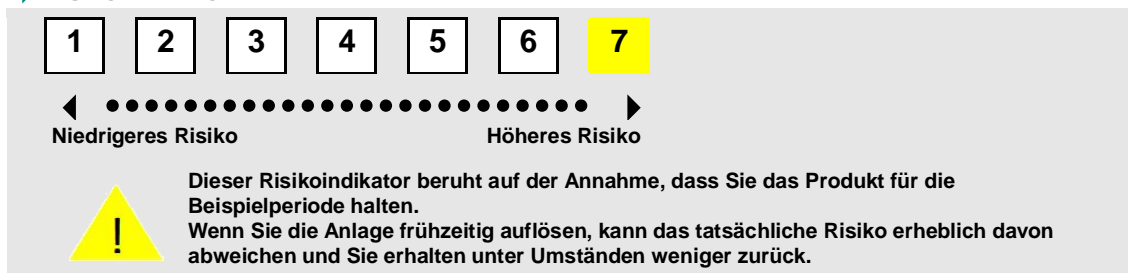 1 2 3 4 5 6 7
Niedrigeres Risiko Höheres Risiko
Dieser Risikoindikator beruht auf der Annahme, dass Sie das Produkt für die
Beispielperiode halten.
! Wenn Sie die Anlage frühzeitig auflösen, kann das tatsächliche Risiko erheblich davon
abweichen und Sie erhalten unter Umständen weniger zurück.